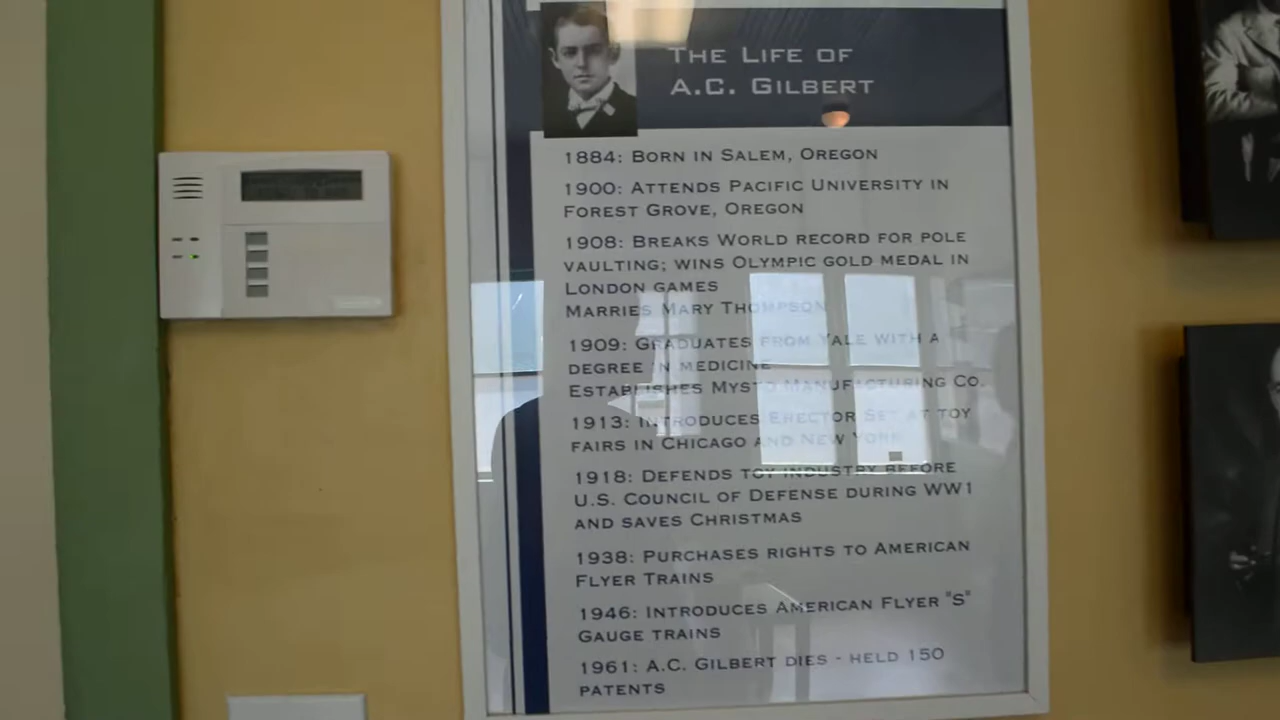 The Life of
A.C. Gilbert
1884: Born in Salem, Oregon
1900: Attends Pacific University in
Forest Grove, Oregon
1908: Breaks World record for pole
vaulting; wins Olympic gold medal in
London games
Marries Mary Thompson
1909: Graduates from Yale with a
degree in medicine
Establishes Mysto Manufacturing Co.
1913: Introduces Erector Set at toy
fairs in Chicago and New York
1918: Defends toy industry before
U.S. Council of Defense during WW1
and saves Christmas
1938: Purchases rights to American
Flyer Trains
1946: Introduces American Flyer "S"
Gauge trains
1961: A.C. Gilbert dies - held 150
patents